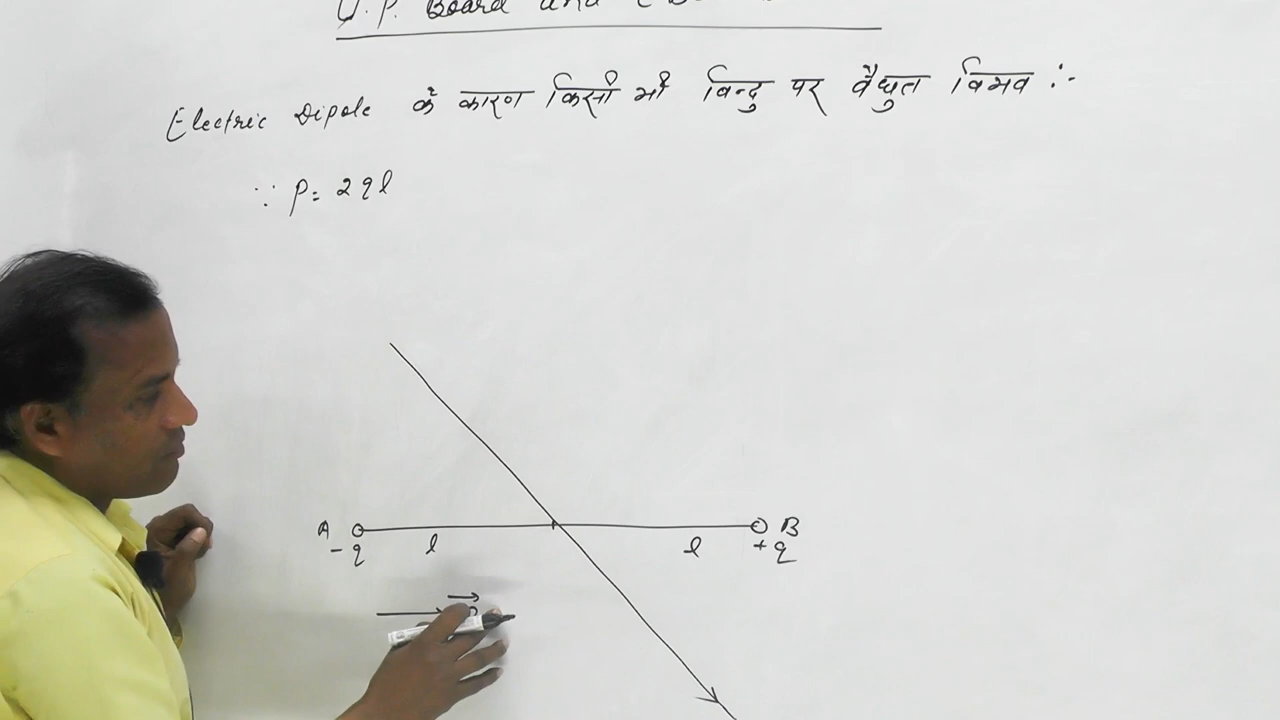 U.P. Board and
Electric Dipole के कारण किसी भी बिन्दु पर वैद्युत विभव :-
∵ P = 2ql
A B
-q l l +q